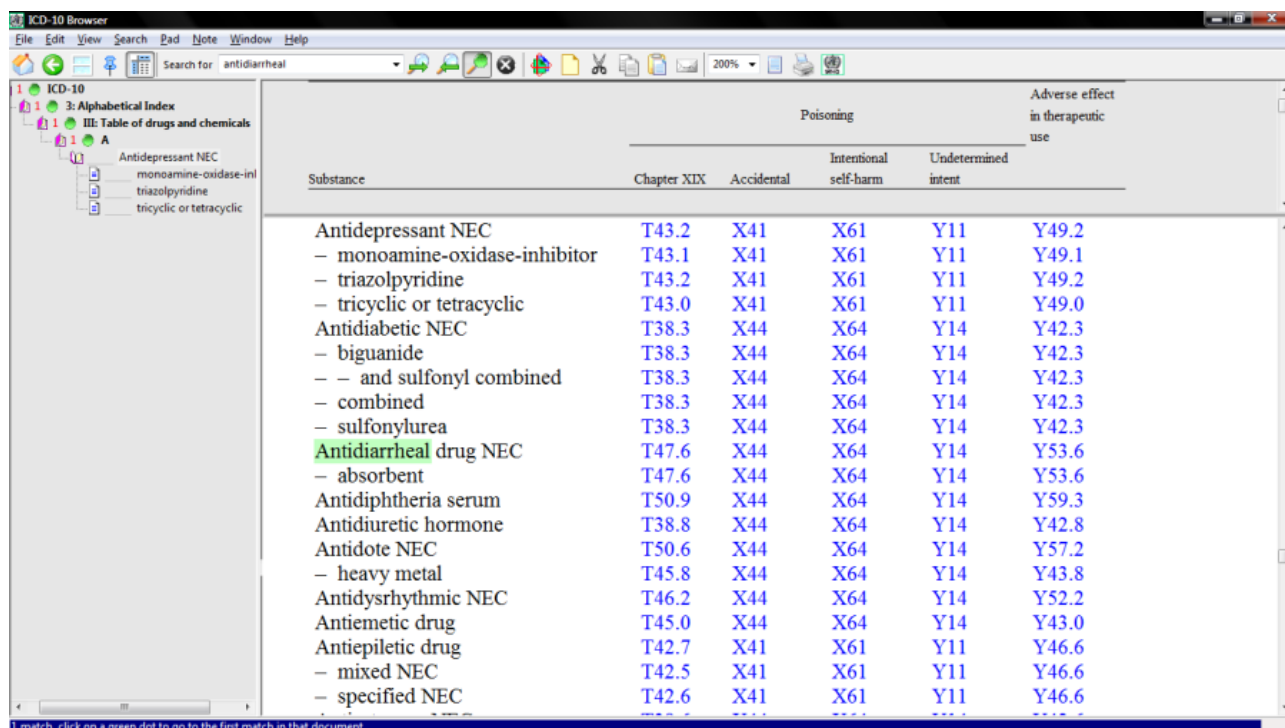 ICD-10 Browser
File Edit View Search Pad Note Window Help
Search for antidiarrheal 200%
1 ICD-10
1 3: Alphabetical Index
1 III: Table of drugs and chemicals
1 A
Antidepressant NEC
monoamine-oxidase-inl
triazolpyridine
tricyclic or tetracyclic
Adverse effect
Poisoning in therapeutic
use
Intentional Undetermined
Substance Chapter XIX Accidental self-harm intent
Antidepressant NEC T43.2 X41 X61 Y11 Y49.2
– monoamine-oxidase-inhibitor T43.1 X41 X61 Y11 Y49.1
– triazolpyridine T43.2 X41 X61 Y11 Y49.2
– tricyclic or tetracyclic T43.0 X41 X61 Y11 Y49.0
Antidiabetic NEC T38.3 X44 X64 Y14 Y42.3
– biguanide T38.3 X44 X64 Y14 Y42.3
– – and sulfonyl combined T38.3 X44 X64 Y14 Y42.3
– combined T38.3 X44 X64 Y14 Y42.3
– sulfonylurea T38.3 X44 X64 Y14 Y42.3
Antidiarrheal drug NEC T47.6 X44 X64 Y14 Y53.6
– absorbent T47.6 X44 X64 Y14 Y53.6
Antidiphtheria serum T50.9 X44 X64 Y14 Y59.3
Antidiuretic hormone T38.8 X44 X64 Y14 Y42.8
Antidote NEC T50.6 X44 X64 Y14 Y57.2
– heavy metal T45.8 X44 X64 Y14 Y43.8
Antidysrhythmic NEC T46.2 X44 X64 Y14 Y52.2
Antiemetic drug T45.0 X44 X64 Y14 Y43.0
Antiepiletic drug T42.7 X41 X61 Y11 Y46.6
– mixed NEC T42.5 X41 X61 Y11 Y46.6
– specified NEC T42.6 X41 X61 Y11 Y46.6
1 match, click on a green dot to go to the first match in that document